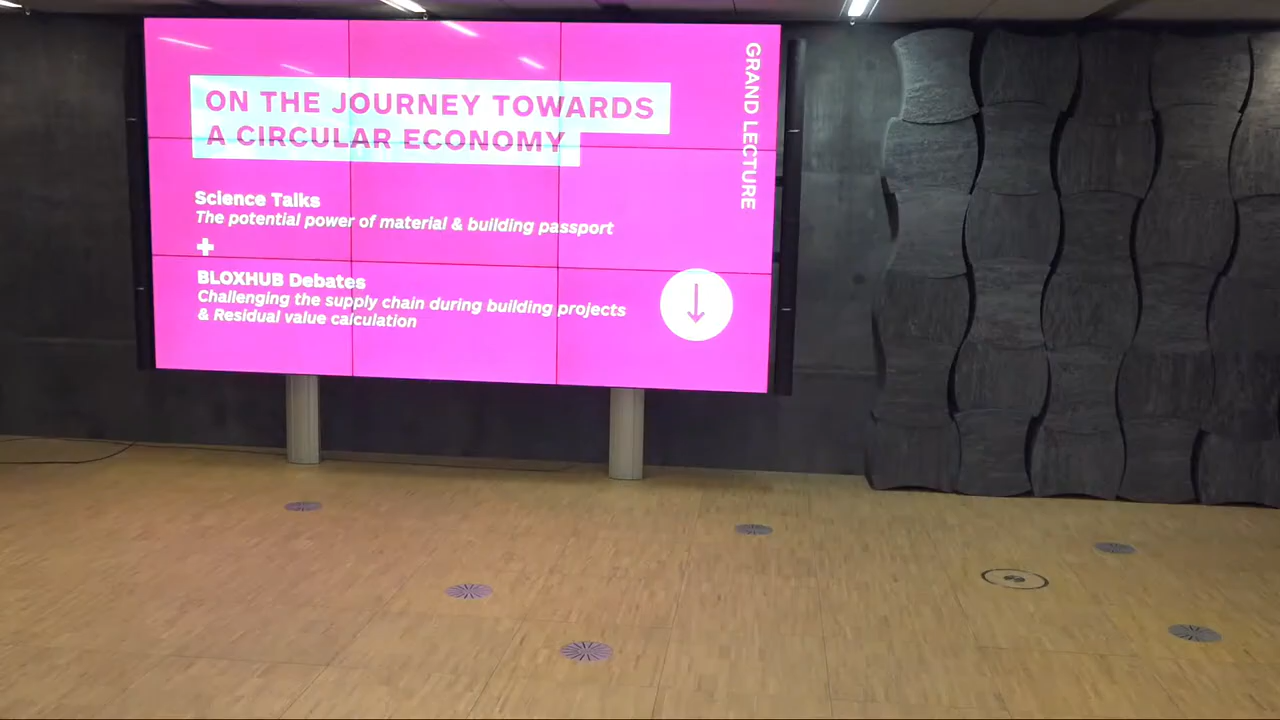 ON THE JOURNEY TOWARDS
A CIRCULAR ECONOMY
GRAND LECTURE
Science Talks
The potential power of material & building passport
+
BLOXHUB Debates
Challenging the supply chain during building projects
& Residual value calculation